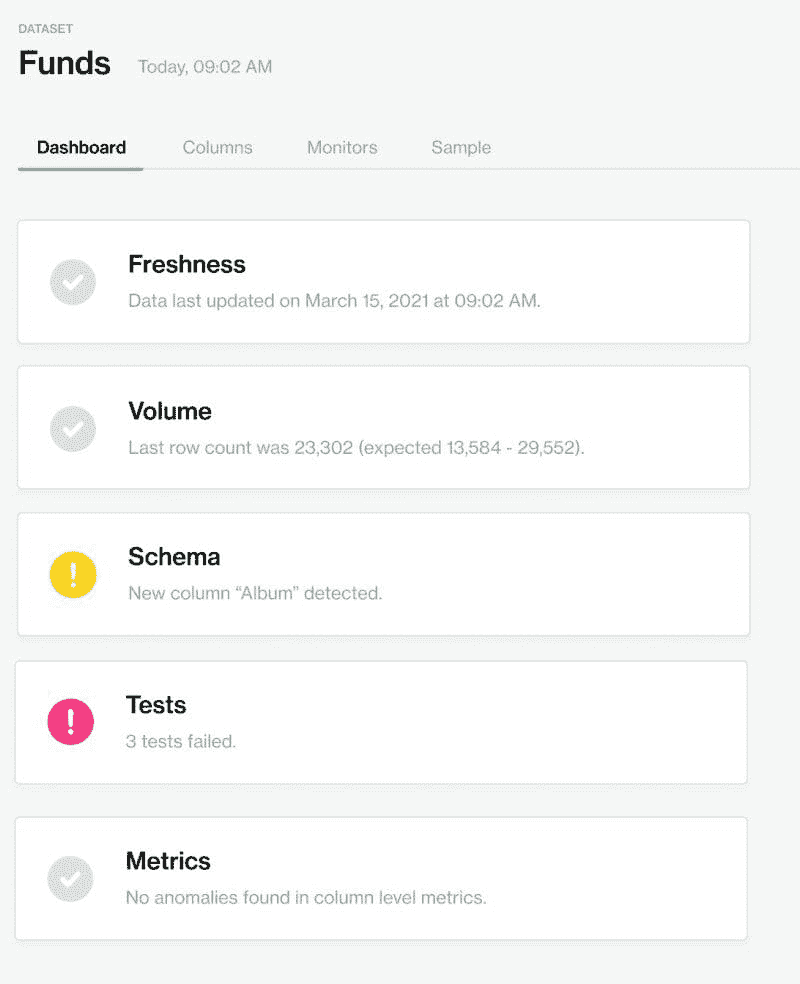 DATASET
Funds Today, 09:02 AM
Dashboard Columns Monitors Sample
Freshness
Data last updated on March 15, 2021 at 09:02 AM.
Volume
Last row count was 23,302 (expected 13,584 - 29,552).
Schema
New column “Album” detected.
Tests
3 tests failed.
Metrics
No anomalies found in column level metrics.